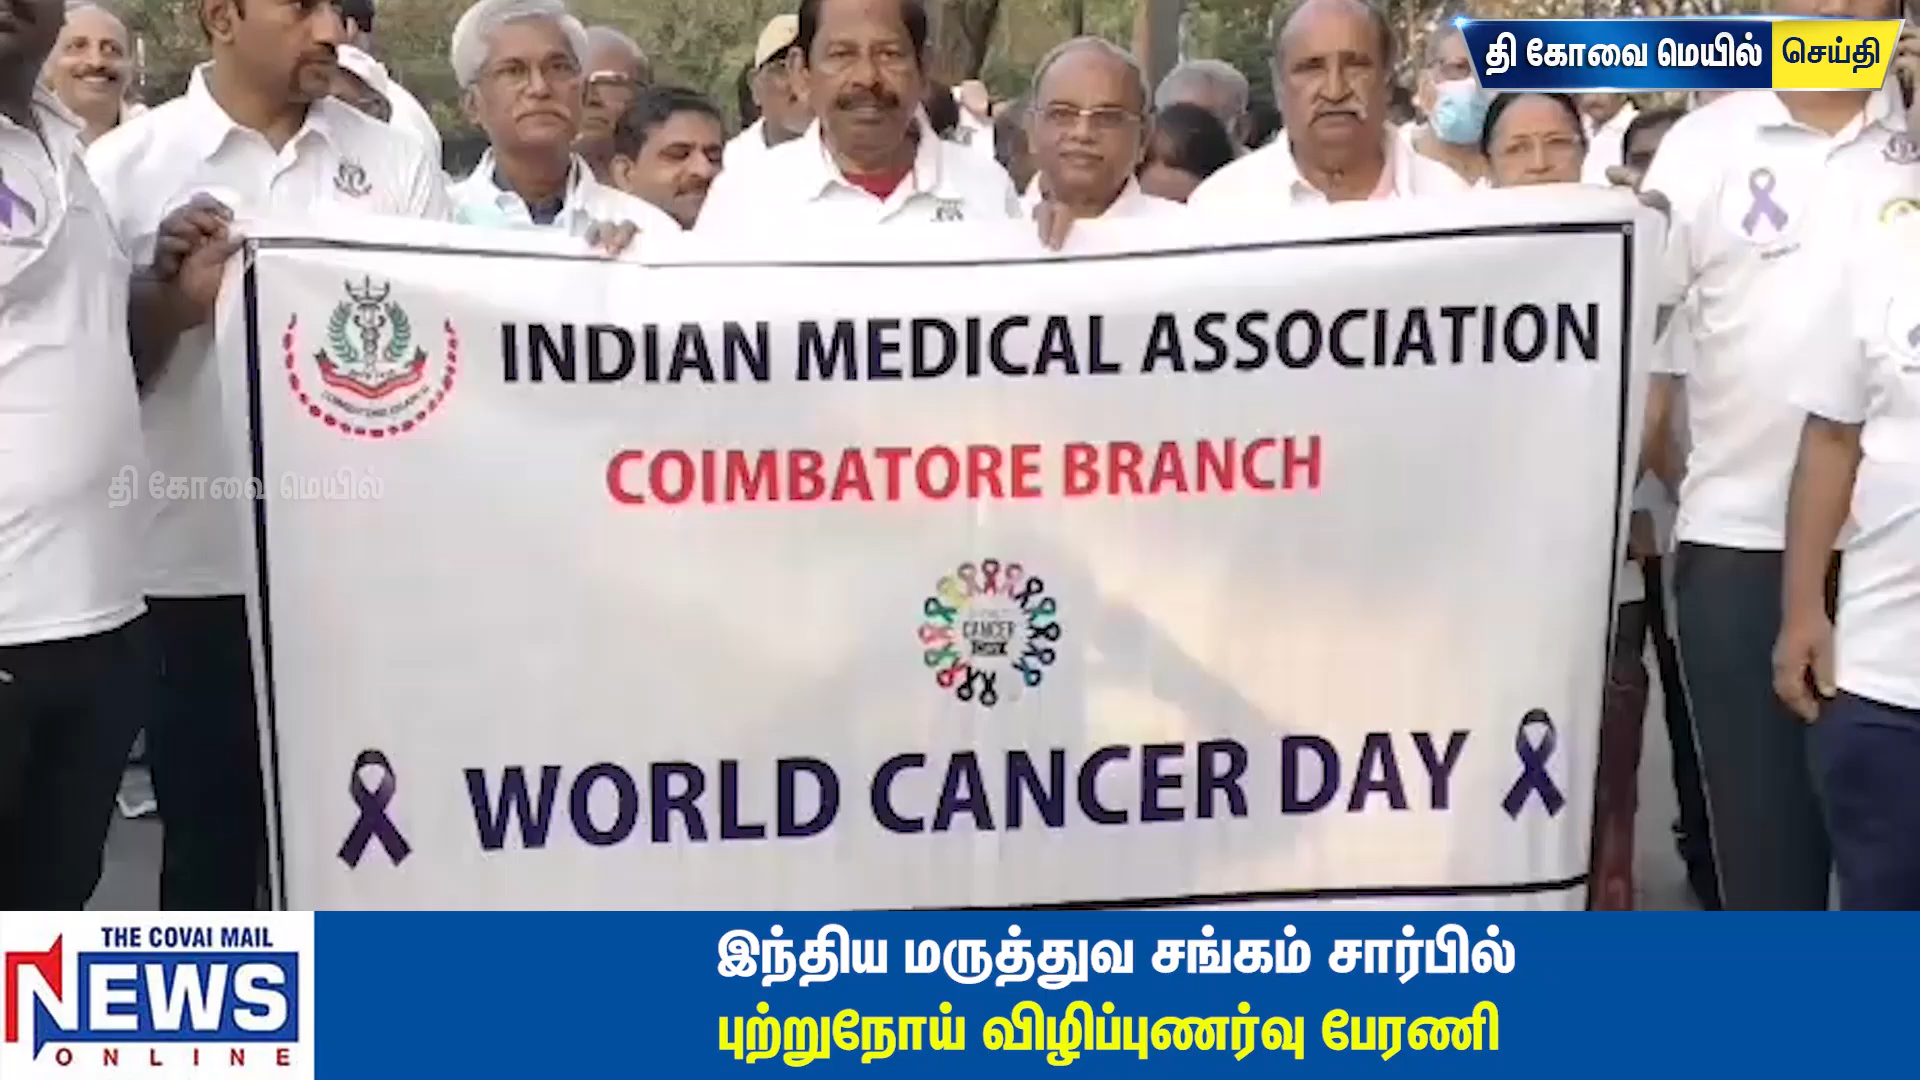 தி கோவை மெயில் செய்தி
INDIAN MEDICAL ASSOCIATION
COIMBATORE BRANCH
தி கோவை மெயில்
CANCER
WORLD CANCER DAY
THE COVAI MAIL
NEWS
ONLINE
இந்திய மருத்துவ சங்கம் சார்பில்
புற்றுநோய் விழிப்புணர்வு பேரணி